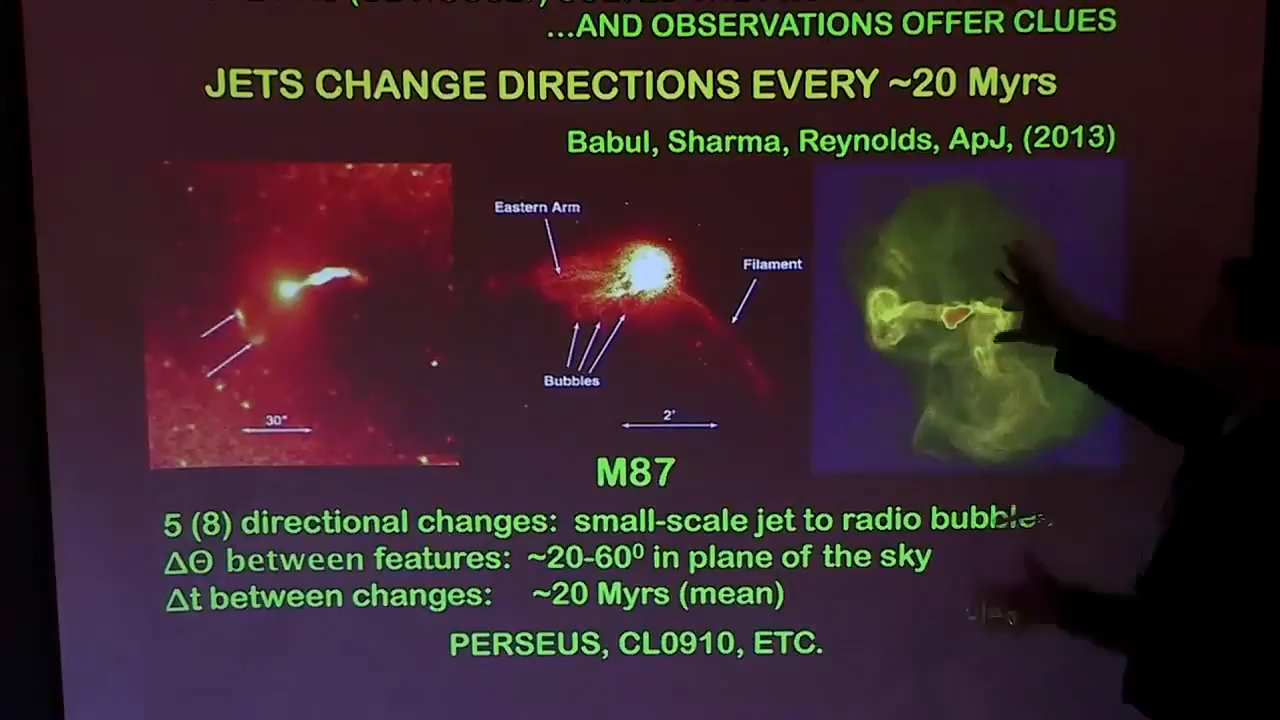 …AND OBSERVATIONS OFFER CLUES
JETS CHANGE DIRECTIONS EVERY ~20 Myrs
Babul, Sharma, Reynolds, ApJ, (2013)
Eastern Arm
Filament
Bubbles
30"
2'
M87
5 (8) directional changes: small-scale jet to radio
ΔΘ between features: ~20-60⁰ in plane of the sky
Δt between changes: ~20 Myrs (mean)
PERSEUS, CL0910, ETC.